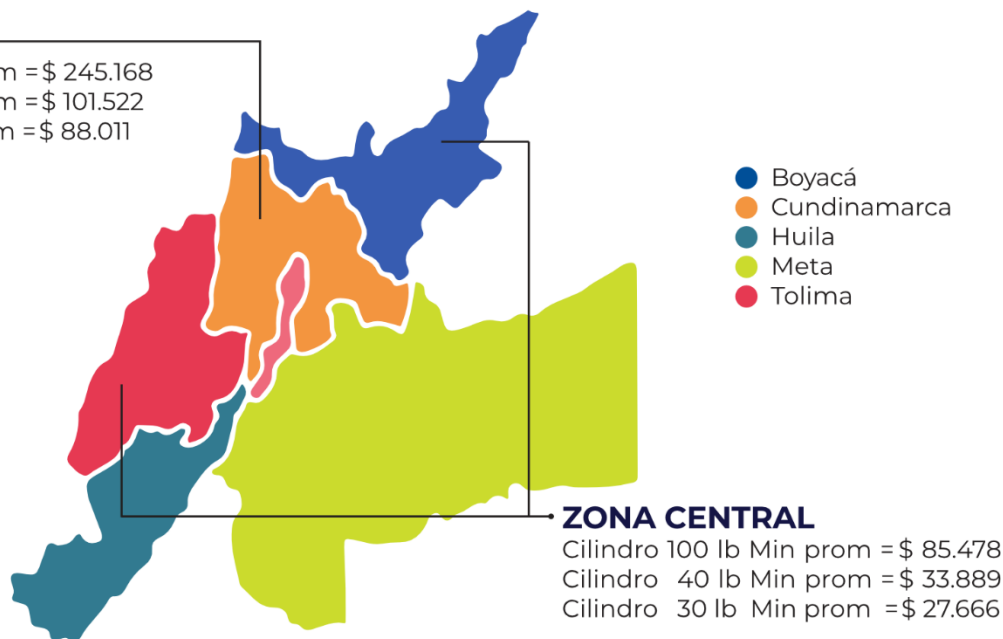 m =$ 245.168
m =$ 101.522
m =$ 88.011
Boyacá
Cundinamarca
Huila
Meta
Tolima
ZONA CENTRAL
Cilindro 100 lb Min prom =$ 85.478
Cilindro 40 lb Min prom =$ 33.889
Cilindro 30 lb Min prom =$ 27.666